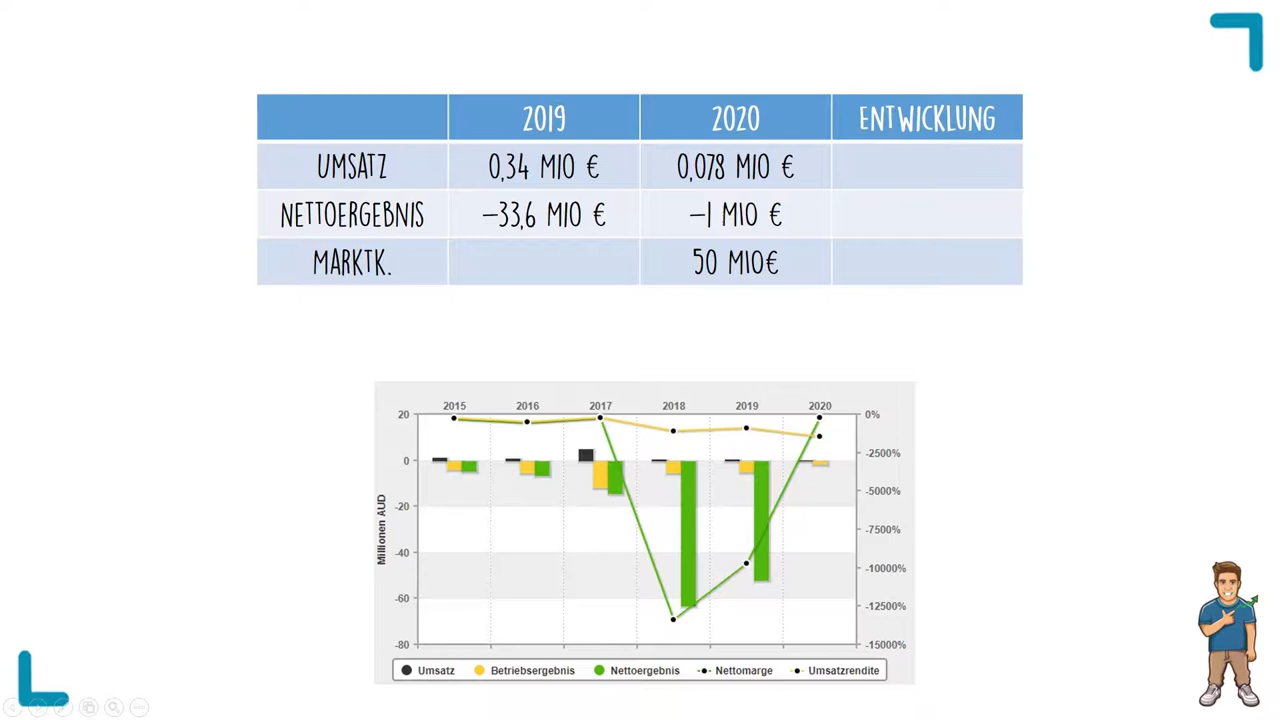 2019 2020 ENTWICKLUNG
UMSATZ 0,34 MIO € 0,078 MIO €
NETTOERGEBNIS -33,6 MIO € -1 MIO €
MARKTK. 50 MIO€
2015 2016 2017 2018 2019 2020
20 0%
0 -2500%
-20 -5000%
-40 -7500%
-60 -10000%
-80 -12500%
-15000%
Millionen AUD
Umsatz Betriebsergebnis Nettoergebnis Nettomarge Umsatzrendite